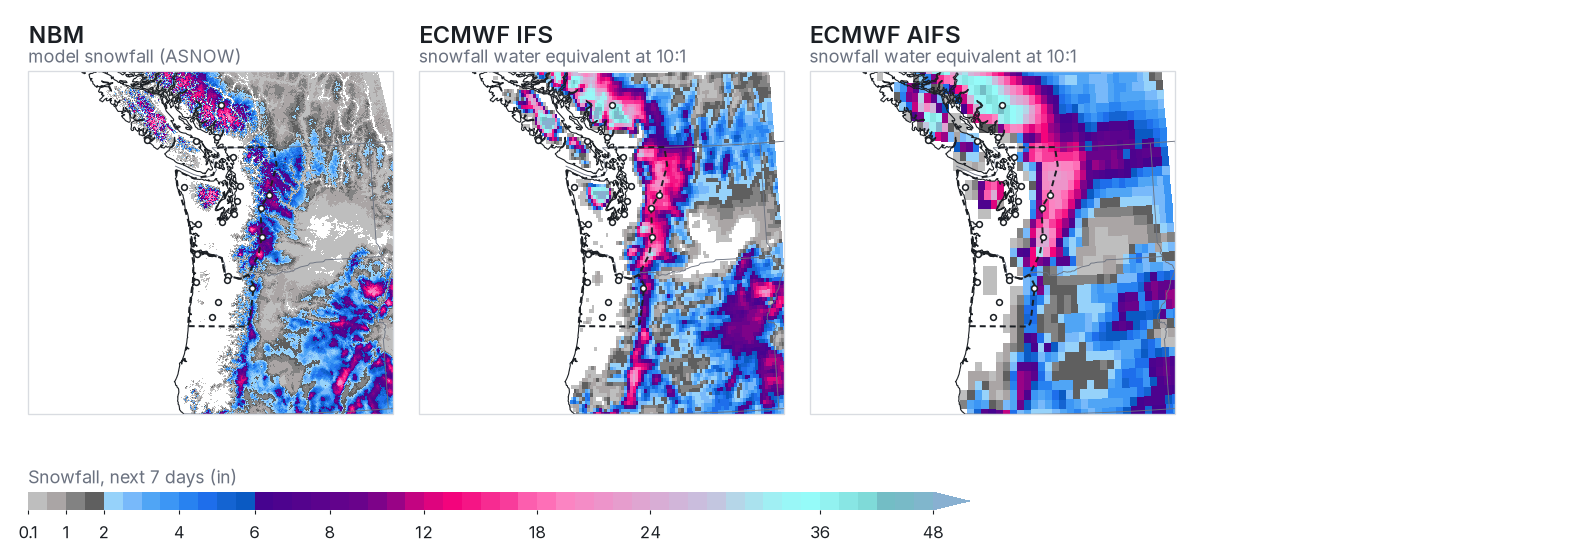 NBM
model snowfall (ASNOW)
ECMWF IFS
snowfall water equivalent at 10:1
ECMWF AIFS
snowfall water equivalent at 10:1
Snowfall, next 7 days (in)
0.1 1 2 4 6 8 12 18 24 36 48